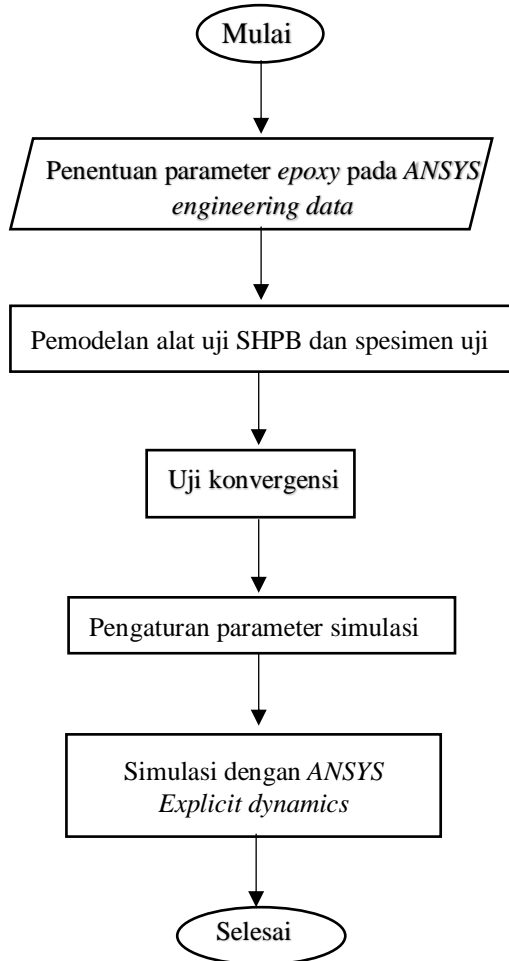 Mulai
Penentuan parameter epoxy pada ANSYS
engineering data
Pemodelan alat uji SHPB dan spesimen uji
Uji konvergensi
Pengaturan parameter simulasi
Simulasi dengan ANSYS
Explicit dynamics
Selesai